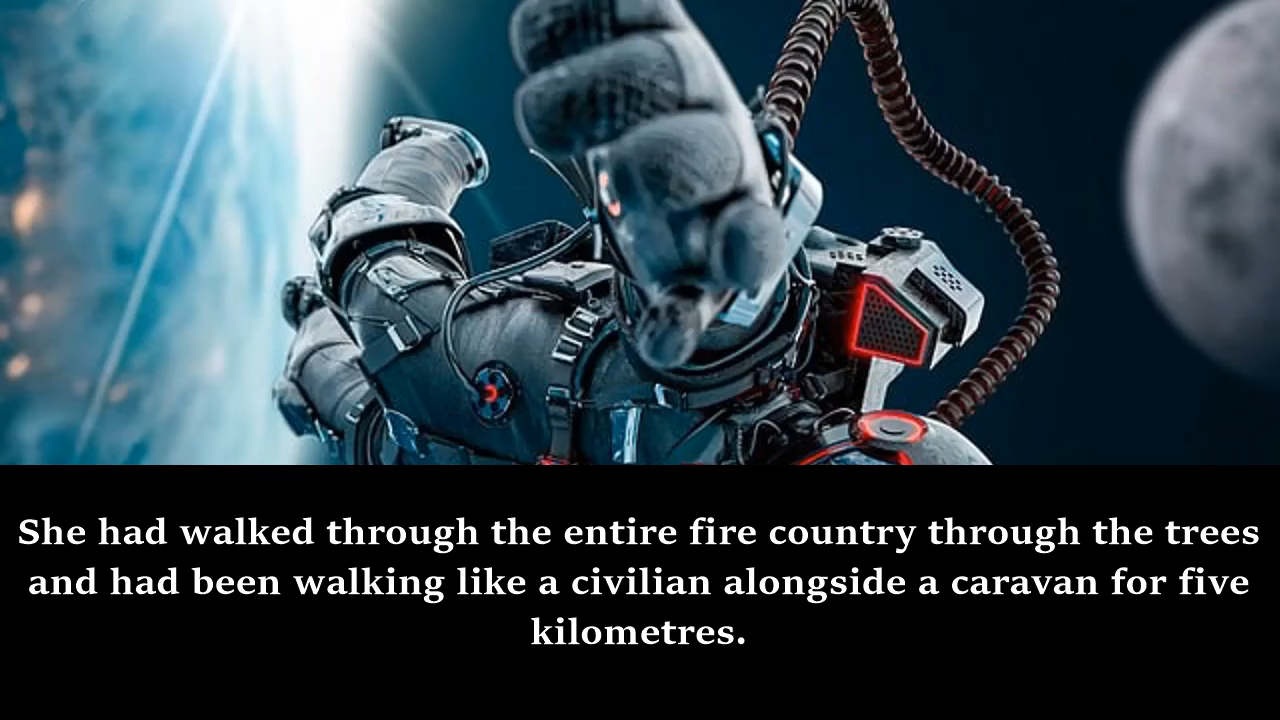 She had walked through the entire fire country through the trees
and had been walking like a civilian alongside a caravan for five
kilometres.